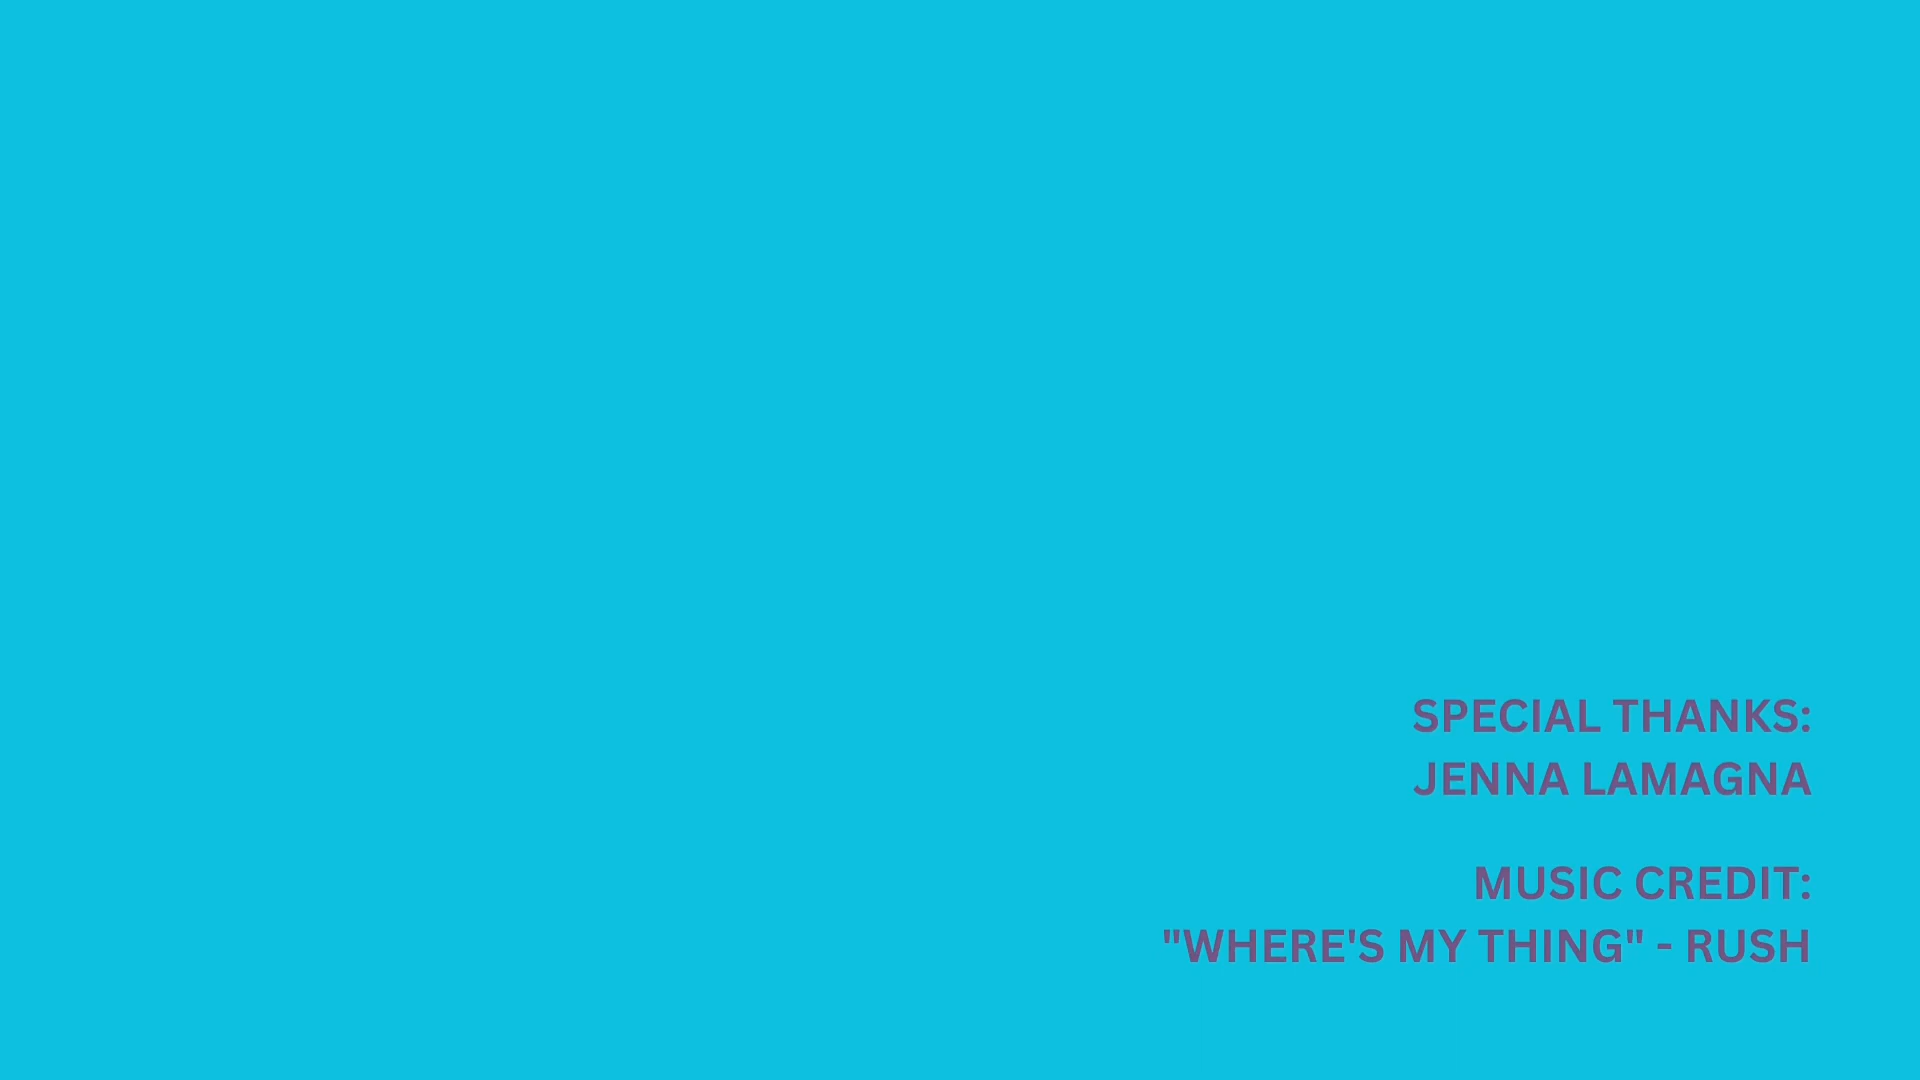 SPECIAL THANKS:
JENNA LAMAGNA
MUSIC CREDIT:
"WHERE'S MY THING" - RUSH